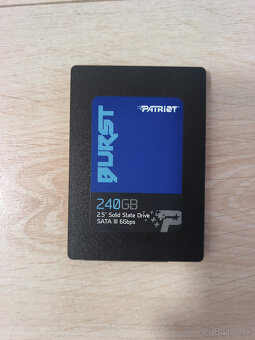 PATRIOT
BURST
240GB
2.5" Solid State Drive
SATA III 6Gbps
P